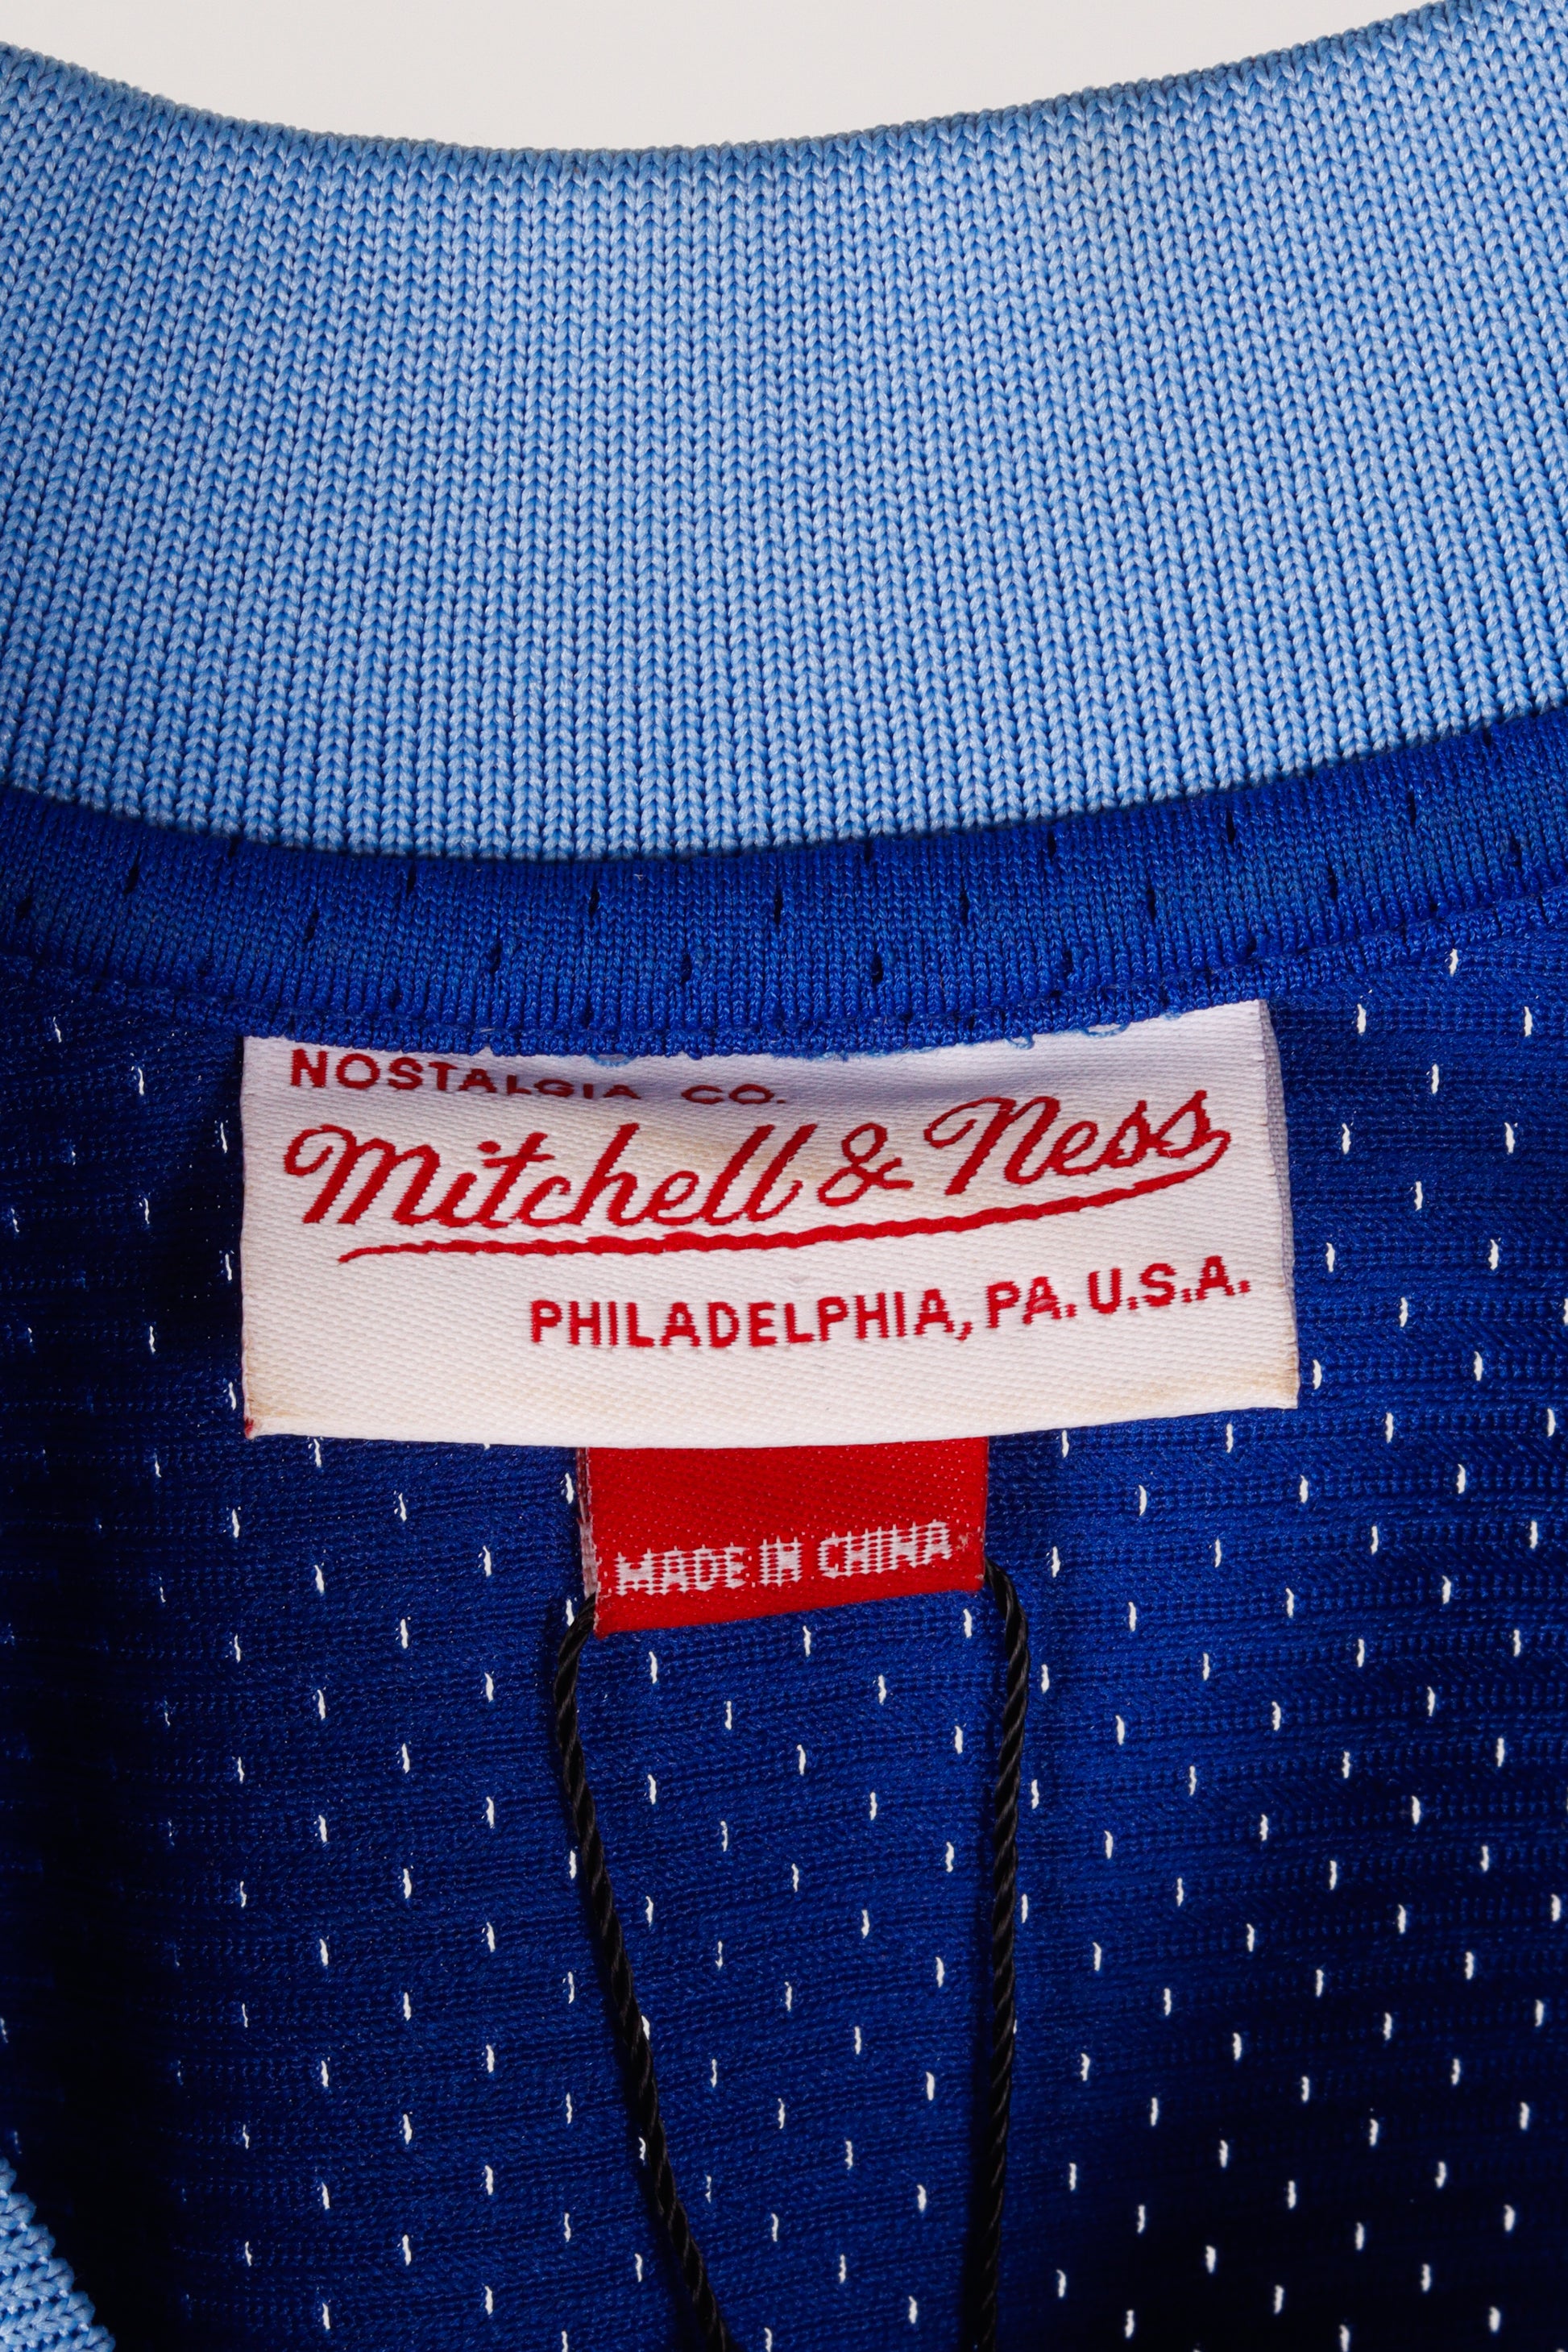 NOSTALGIA CO.
Mitchell & Ness
PHILADELPHIA, PA. U.S.A.
MADE IN CHINA